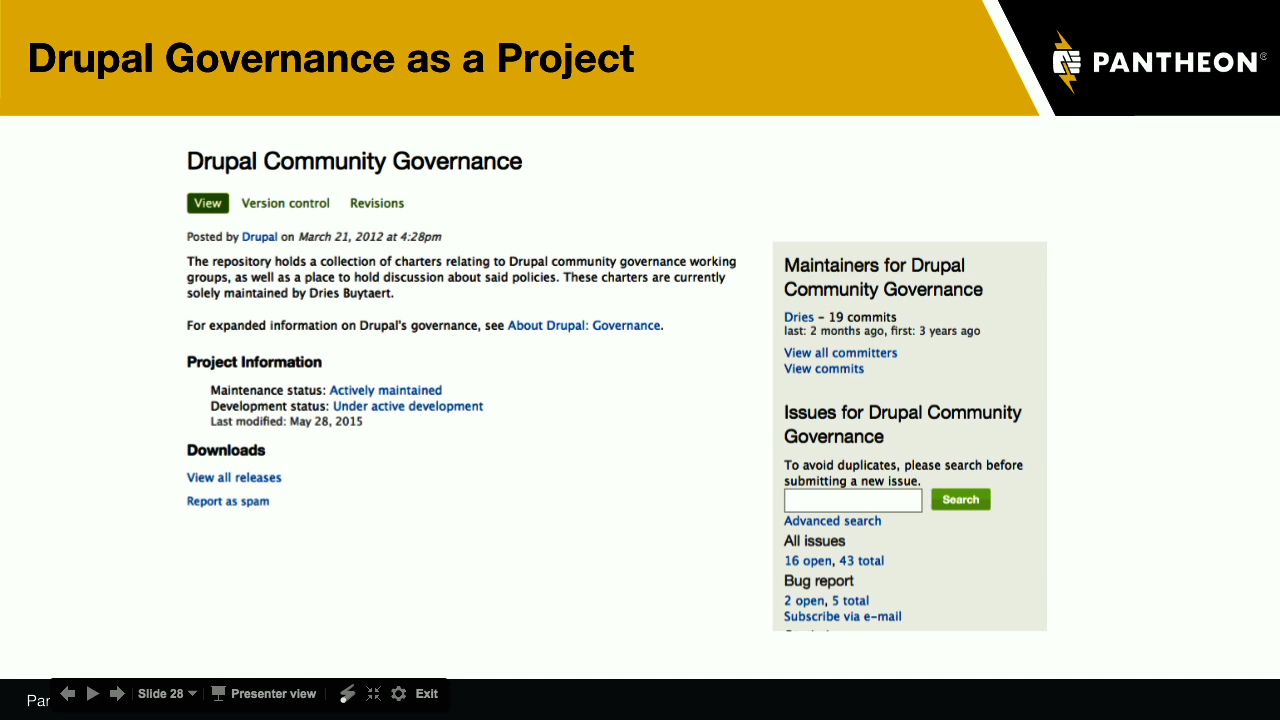 Drupal Governance as a Project
PANTHEON®
Drupal Community Governance
View Version control Revisions
Posted by Drupal on March 21, 2012 at 4:28pm
The repository holds a collection of charters relating to Drupal community governance working
groups, as well as a place to hold discussion about said policies. These charters are currently
solely maintained by Dries Buytaert.
For expanded information on Drupal's governance, see About Drupal: Governance.
Project Information
Maintenance status: Actively maintained
Development status: Under active development
Last modified: May 28, 2015
Downloads
View all releases
Report as spam
Maintainers for Drupal
Community Governance
Dries – 19 commits
last: 2 months ago, first: 3 years ago
View all committers
View commits
Issues for Drupal Community
Governance
To avoid duplicates, please search before
submitting a new issue.
Search
Advanced search
All issues
16 open, 43 total
Bug report
2 open, 5 total
Subscribe via e-mail
Par
Slide 28 Presenter view Exit